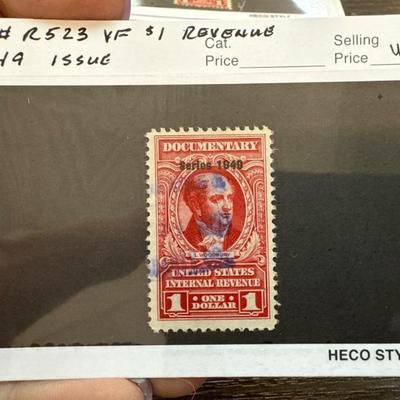 HECO STYLE
# R523 VF $1 REVENUE
49 ISSUE
Cat.
Price
Selling
Price
DOCUMENTARY
Series 1949
L. WOODBURY
UNITED STATES
INTERNAL REVENUE
1 ONE DOLLAR 1
HECO STY